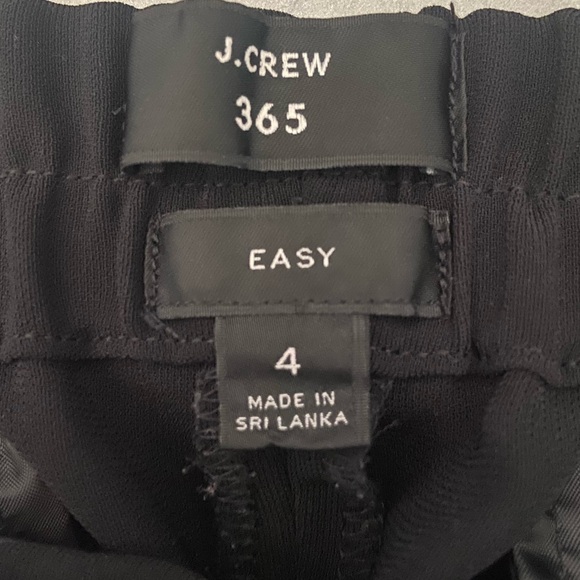 J.CREW
365
EASY
4
MADE IN
SRI LANKA